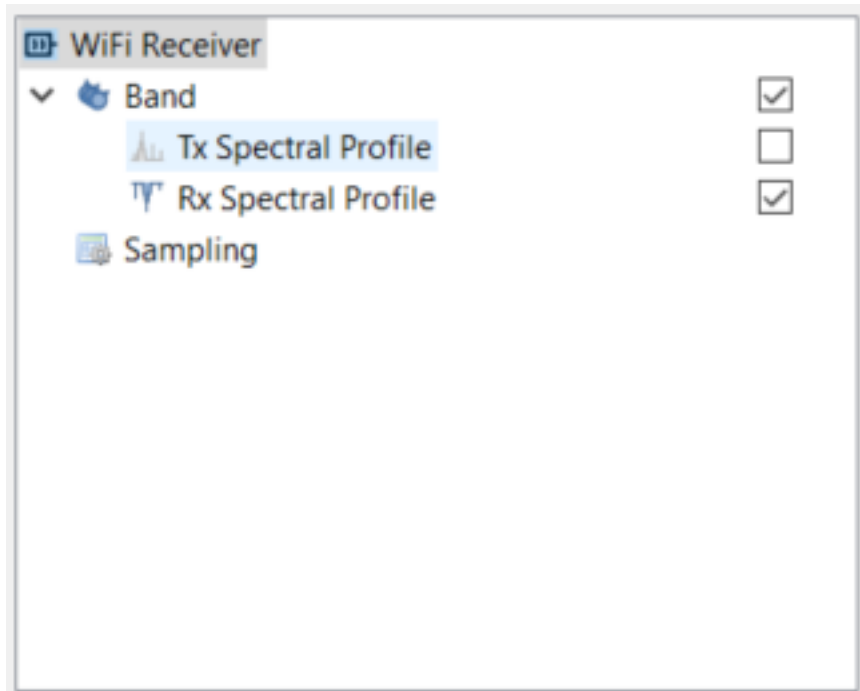 WiFi Receiver
Band
Tx Spectral Profile
Rx Spectral Profile
Sampling